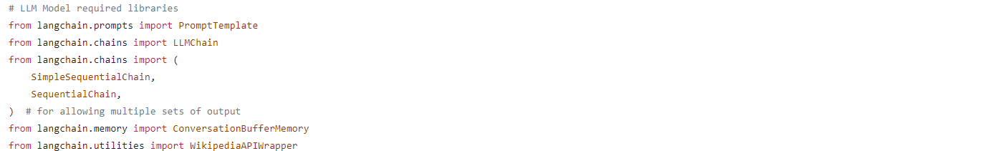 # LLM Model required libraries
from langchain.prompts import PromptTemplate
from langchain.chains import LLMChain
from langchain.chains import (
    SimpleSequentialChain,
    SequentialChain,
)  # for allowing multiple sets of output
from langchain.memory import ConversationBufferMemory
from langchain.utilities import WikipediaAPIWrapper